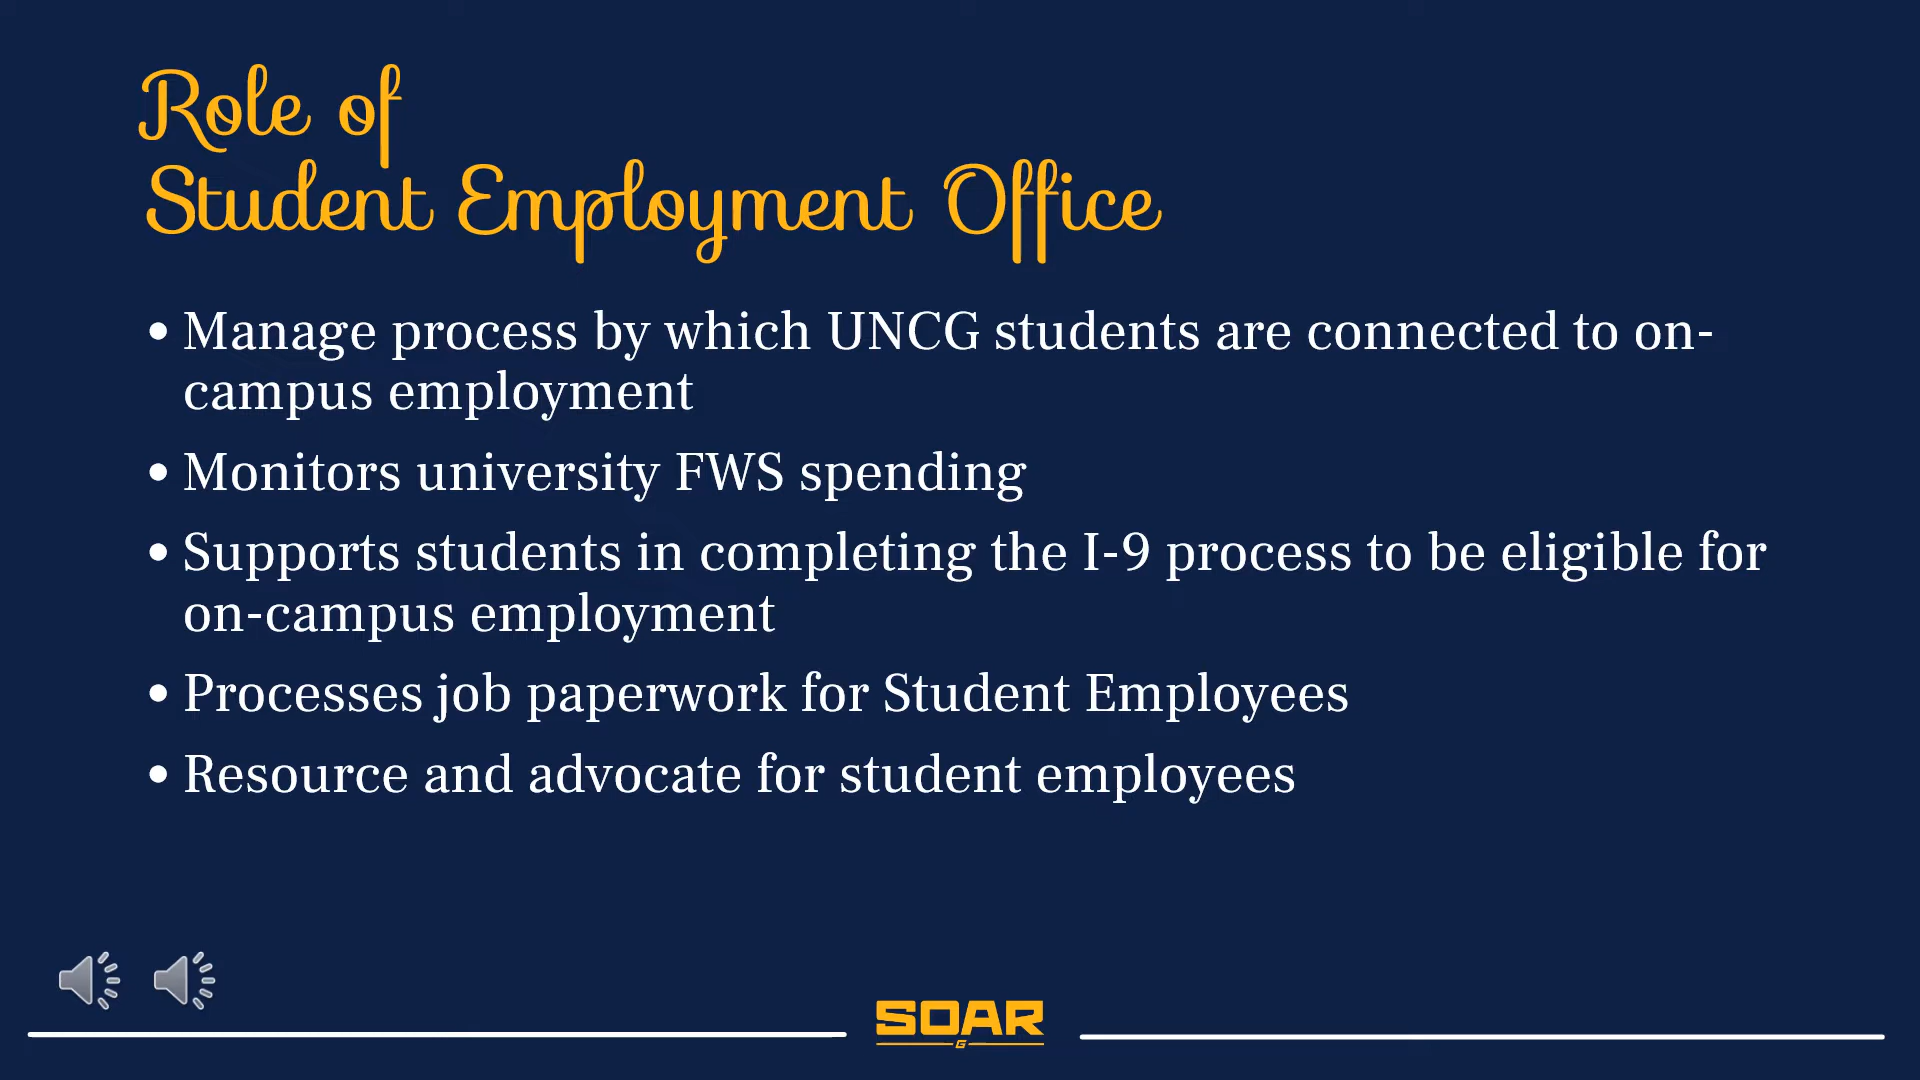 Role of
Student Employment Office
• Manage process by which UNCG students are connected to on-
campus employment
• Monitors university FWS spending
• Supports students in completing the I-9 process to be eligible for
on-campus employment
• Processes job paperwork for Student Employees
• Resource and advocate for student employees
SOAR
G